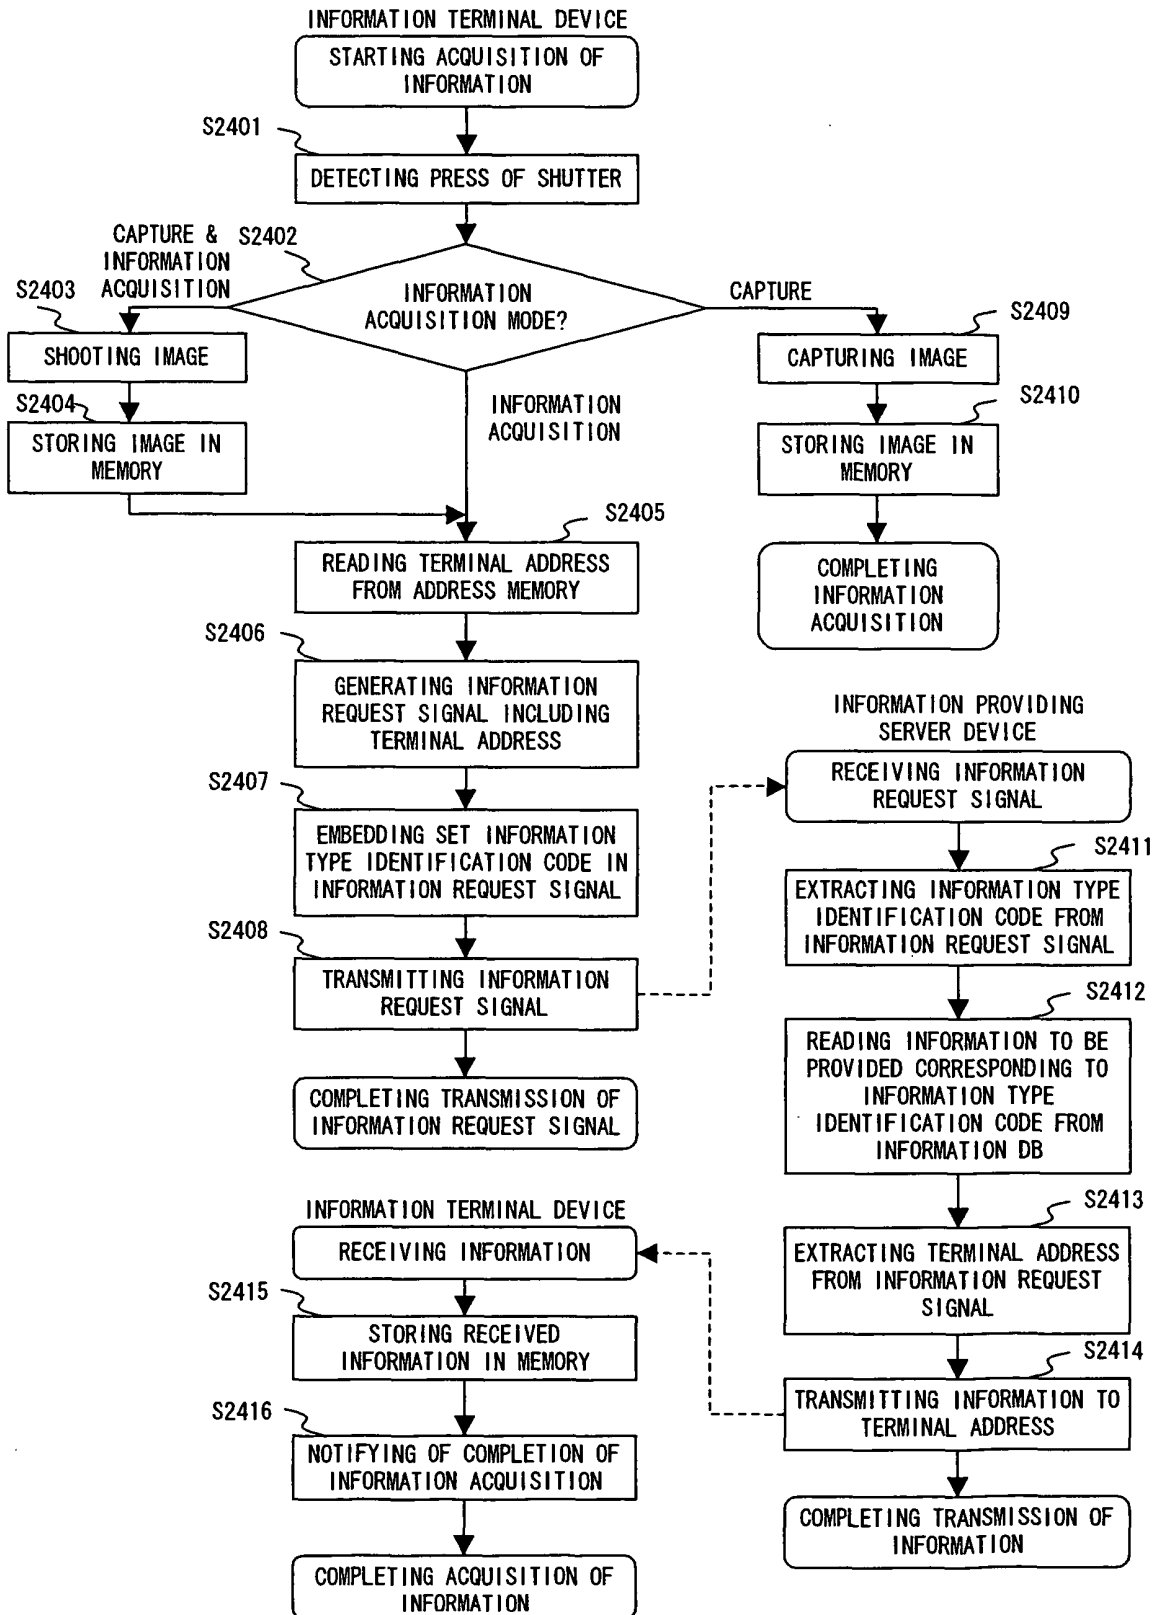 INFORMATION TERMINAL DEVICE
STARTING ACQUISITION OF
INFORMATION
S2401
DETECTING PRESS OF SHUTTER
S2402
CAPTURE &
INFORMATION
ACQUISITION
INFORMATION
ACQUISITION MODE?
CAPTURE
S2403
SHOOTING IMAGE
S2404
STORING IMAGE IN
MEMORY
INFORMATION
ACQUISITION
S2409
CAPTURING IMAGE
S2410
STORING IMAGE IN
MEMORY
COMPLETING
INFORMATION
ACQUISITION
S2405
READING TERMINAL ADDRESS
FROM ADDRESS MEMORY
S2406
GENERATING INFORMATION
REQUEST SIGNAL INCLUDING
TERMINAL ADDRESS
S2407
EMBEDDING SET INFORMATION
TYPE IDENTIFICATION CODE IN
INFORMATION REQUEST SIGNAL
S2408
TRANSMITTING INFORMATION
REQUEST SIGNAL
COMPLETING TRANSMISSION OF
INFORMATION REQUEST SIGNAL
INFORMATION PROVIDING
SERVER DEVICE
RECEIVING INFORMATION
REQUEST SIGNAL
S2411
EXTRACTING INFORMATION TYPE
IDENTIFICATION CODE FROM
INFORMATION REQUEST SIGNAL
S2412
READING INFORMATION TO BE
PROVIDED CORRESPONDING TO
INFORMATION TYPE
IDENTIFICATION CODE FROM
INFORMATION DB
S2413
EXTRACTING TERMINAL ADDRESS
FROM INFORMATION REQUEST
SIGNAL
S2414
TRANSMITTING INFORMATION TO
TERMINAL ADDRESS
COMPLETING TRANSMISSION OF
INFORMATION
INFORMATION TERMINAL DEVICE
RECEIVING INFORMATION
S2415
STORING RECEIVED
INFORMATION IN MEMORY
S2416
NOTIFYING OF COMPLETION OF
INFORMATION ACQUISITION
COMPLETING ACQUISITION OF
INFORMATION